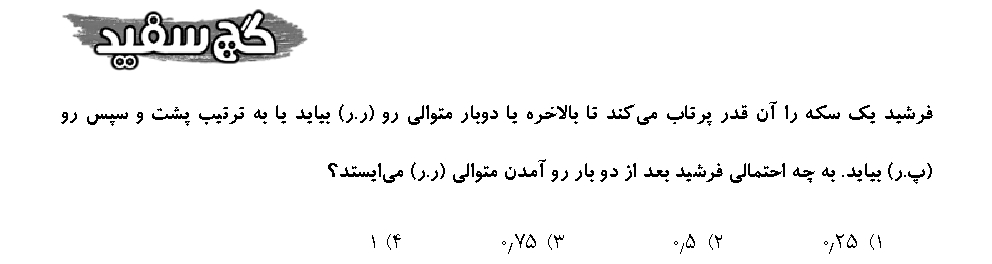 گچ سفید
فرشید یک سکه را آن قدر پرتاب می‌کند تا بالاخره یا دوبار متوالی رو (ر.ر) بیاید یا به ترتیب پشت و سپس رو
(پ.ر) بیاید. به چه احتمالی فرشید بعد از دو بار رو آمدن متوالی (ر.ر) می‌ایستد؟
۱) ۰٫۲۵ ۲) ۰٫۵ ۳) ۰٫۷۵ ۴) ۱